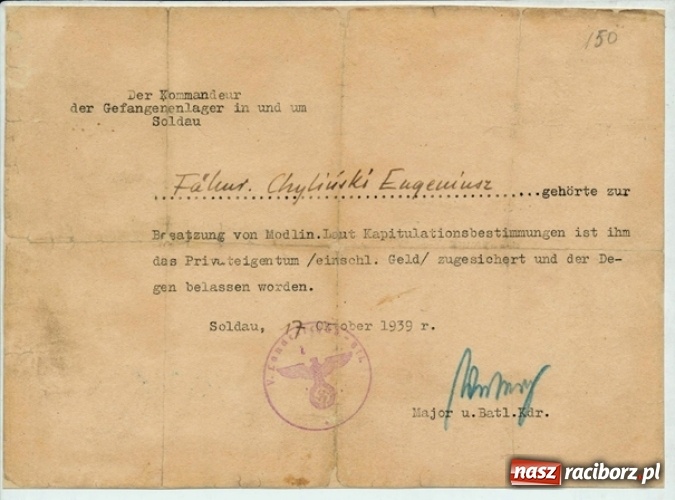 150
Der Kommandeur
der Gefangenenlager in und um
Soldau
Fähnr. Chyliński Eugeniusz ....gehörte zur
Besatzung von Modlin.Laut Kapitulationsbestimmungen ist ihm
das Privateigentum /einschl. Geld/ zugesichert und der De-
gen belassen worden.
Soldau, 17 Oktober 1939 r.
Major u.Batl.Kdr.
nasz raciborz.pl